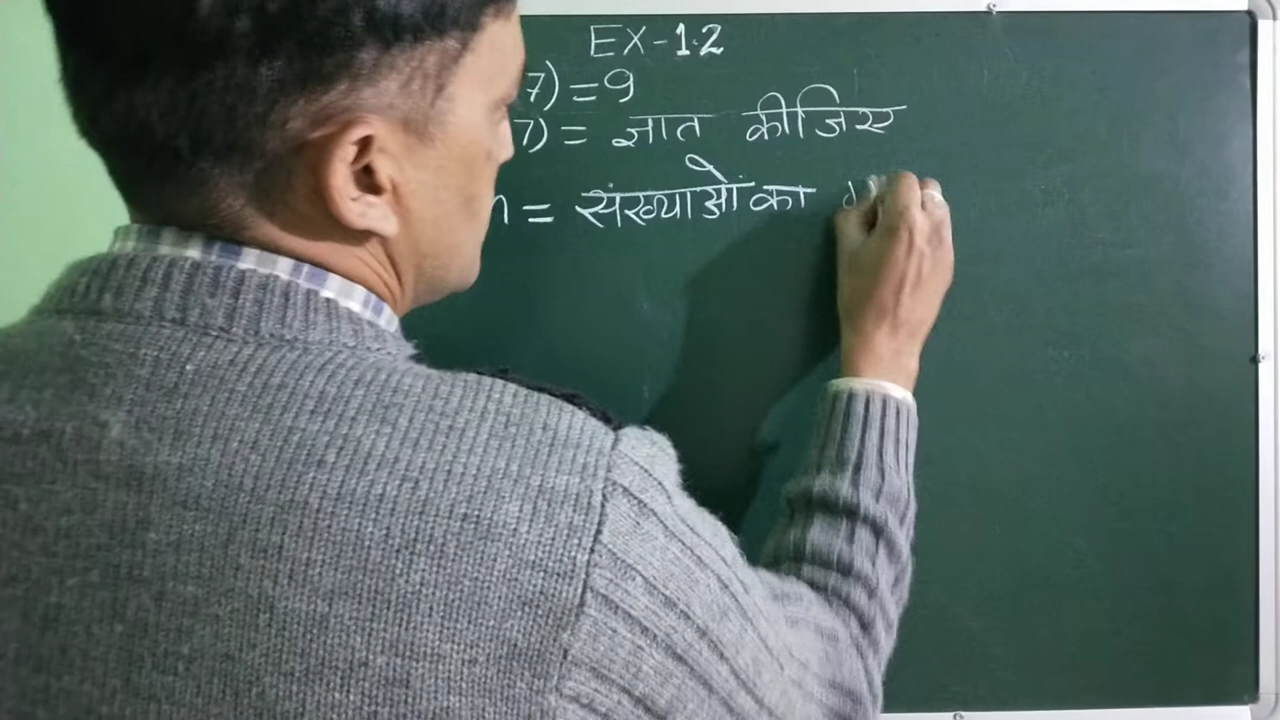 EX-1.2
7) = 9
7) = ज्ञात कीजिए
= संख्याओं का